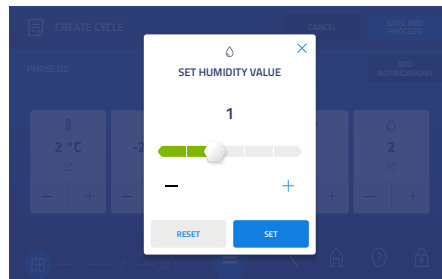 CREATE CYCLE
CANCEL
SAVE AND
PROCEED
PHASE 02
ADD
NOTIFICATIONS
SET HUMIDITY VALUE
1
2 °C
-2
2
− +
− +
+
−
RESET
SET